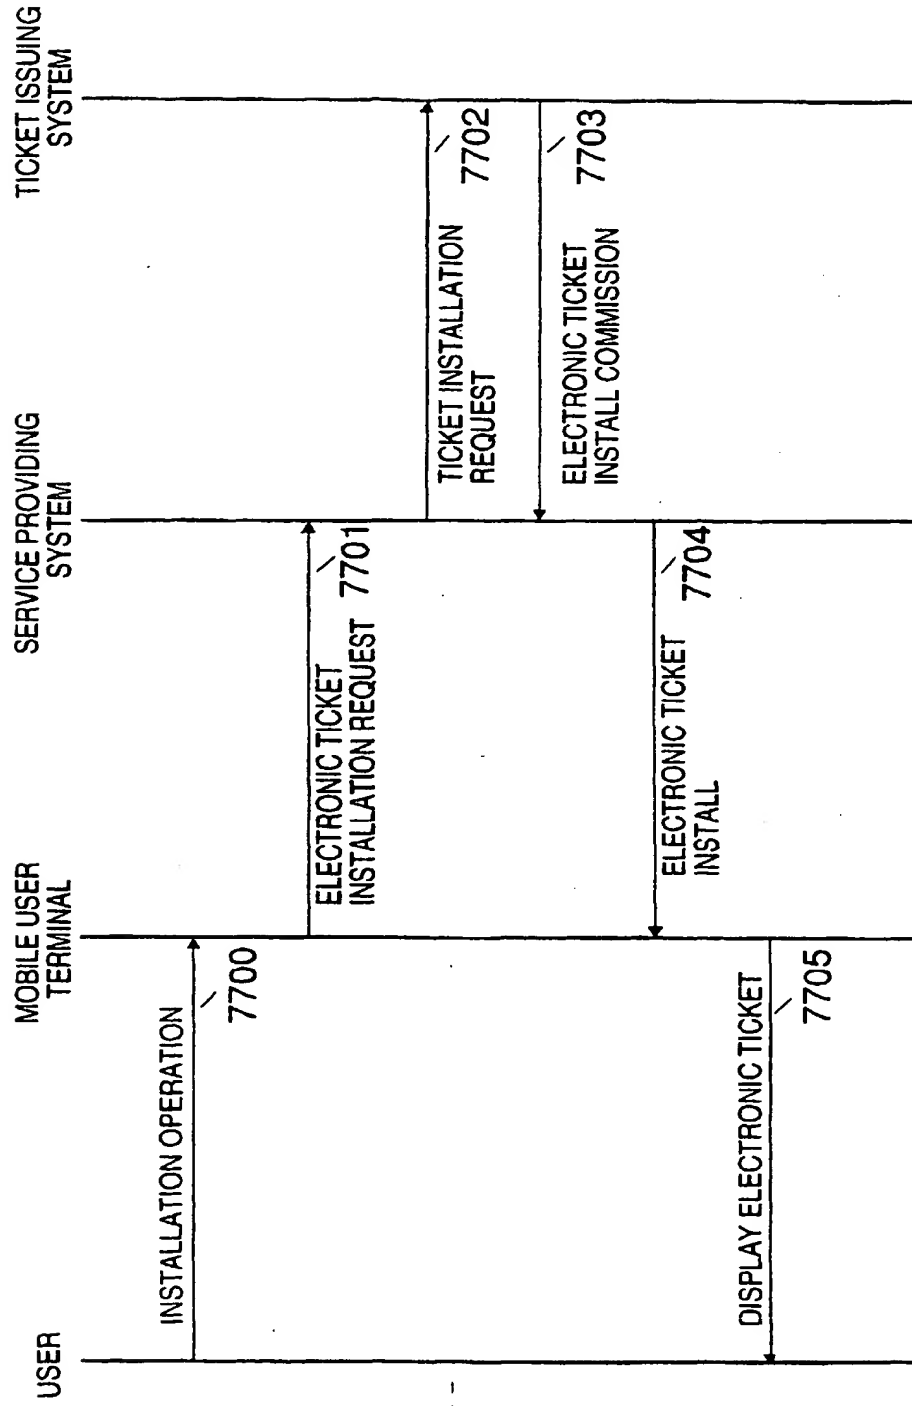 USER
MOBILE USER
TERMINAL
SERVICE PROVIDING
SYSTEM
TICKET ISSUING
SYSTEM
INSTALLATION OPERATION
7700
ELECTRONIC TICKET
INSTALLATION REQUEST
7701
TICKET INSTALLATION
REQUEST
7702
ELECTRONIC TICKET
INSTALL COMMISSION
7703
ELECTRONIC TICKET
INSTALL
7704
DISPLAY ELECTRONIC TICKET
7705